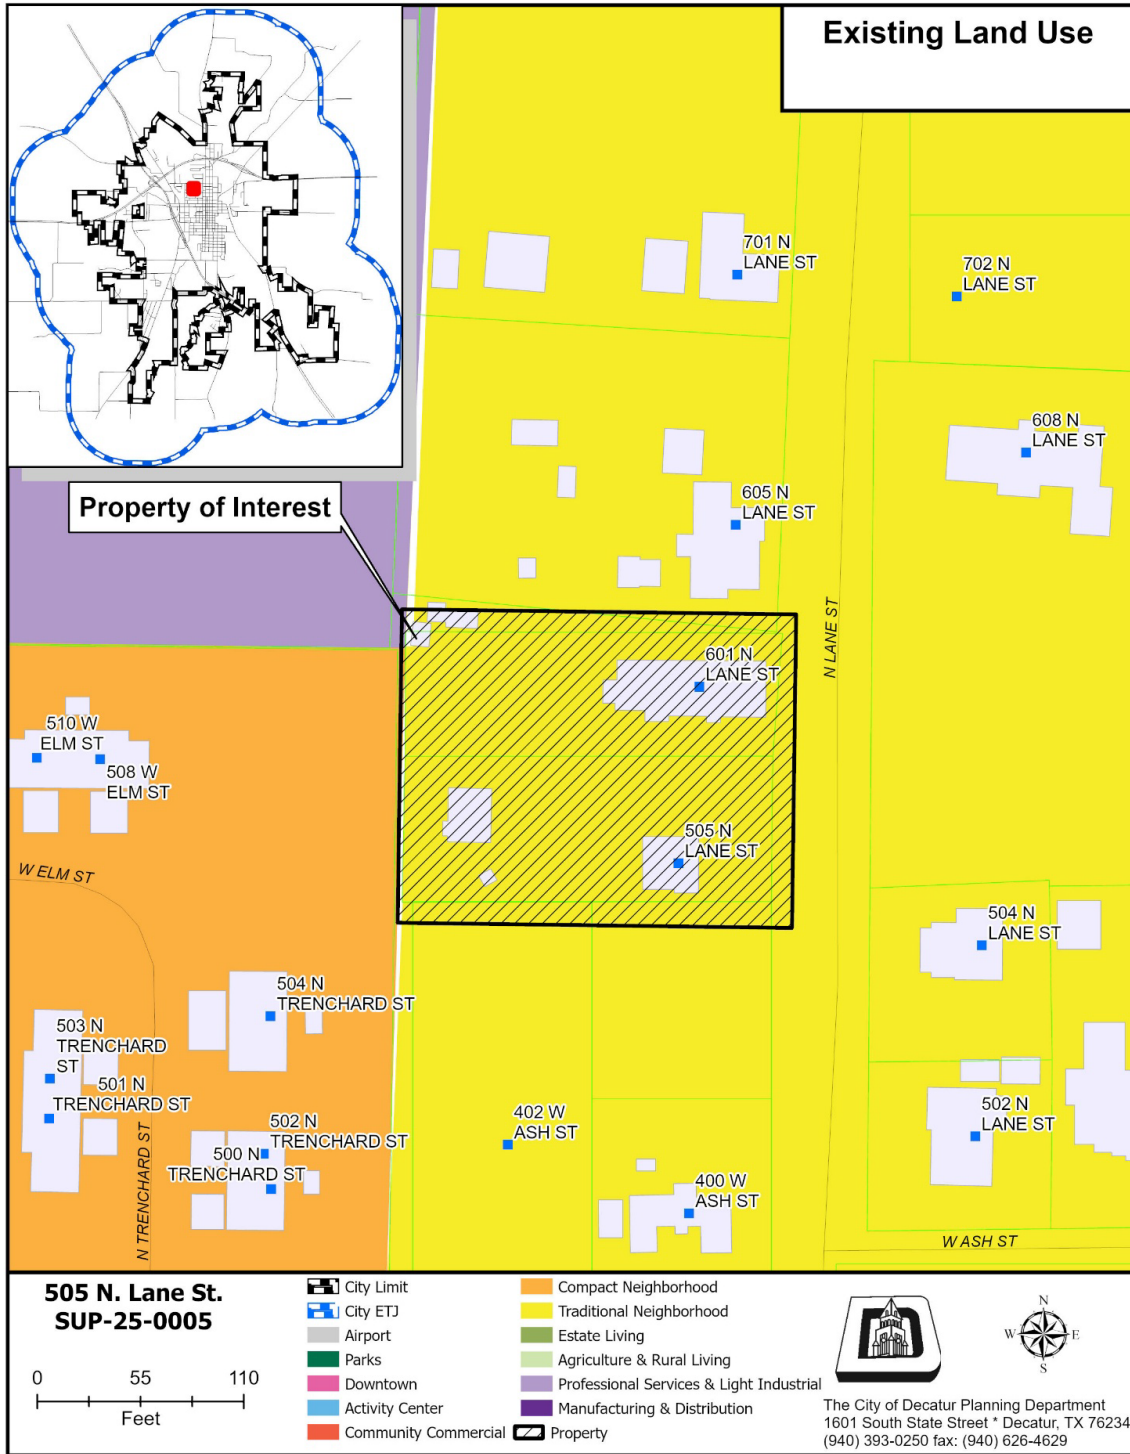 Existing Land Use
701 N
LANE ST
702 N
LANE ST
608 N
LANE ST
Property of Interest
605 N
LANE ST
N LANE ST
601 N
LANE ST
510 W
ELM ST
508 W
ELM ST
505 N
LANE ST
W ELM ST
504 N
LANE ST
504 N
TRENCHARD ST
503 N
TRENCHARD
ST
501 N
TRENCHARD ST
502 N
TRENCHARD ST
500 N
TRENCHARD ST
N TRENCHARD ST
402 W
ASH ST
502 N
LANE ST
400 W
ASH ST
W ASH ST
505 N. Lane St.
SUP-25-0005
0 55 110
Feet
City Limit
City ETJ
Airport
Parks
Downtown
Activity Center
Community Commercial
Compact Neighborhood
Traditional Neighborhood
Estate Living
Agriculture & Rural Living
Professional Services & Light Industrial
Manufacturing & Distribution
Property
N
W E
S
The City of Decatur Planning Department
1601 South State Street * Decatur, TX 76234
(940) 393-0250 fax: (940) 626-4629